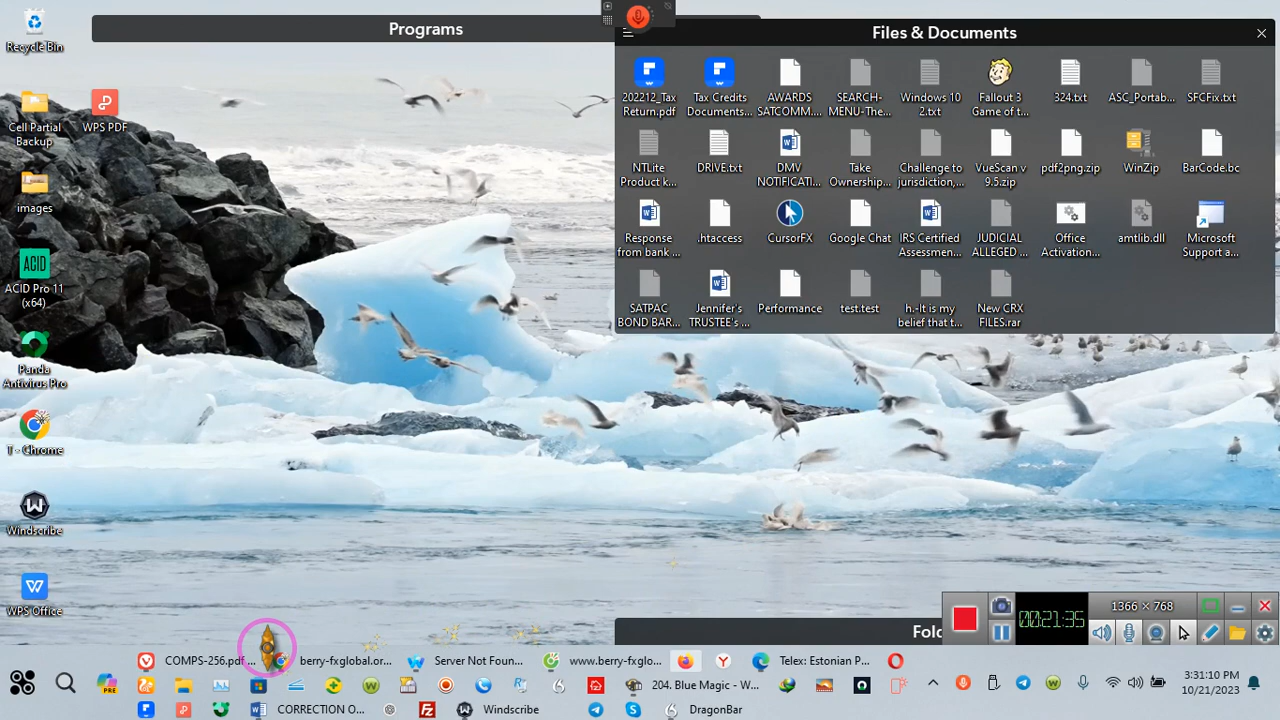 Programs
Files & Documents
Recycle Bin
Cell Partial
Backup
WPS PDF
images
ACID
ACID Pro 11
(x64)
Panda
Antivirus Pro
T - Chrome
Windscribe
WPS Office
202212_Tax
Return.pdf
Tax Credits
Documents...
AWARDS
SATCOMM....
SEARCH-
MENU-The...
Windows 10
2.txt
Fallout 3
Game of t...
324.txt
ASC_Portab...
SFCFix.txt
NTLite
Product k...
DRIVE.txt
DMV
NOTIFICATI...
Take
Ownership...
Challenge to
jurisdiction,...
VueScan v
9.5.zip
pdf2png.zip
WinZip
BarCode.bc
Response
from bank ...
.htaccess
CursorFX
Google Chat
IRS Certified
Assessmen...
JUDICIAL
ALLEGED ...
Office
Activation...
amtlib.dll
Microsoft
Support a...
SATPAC
BOND BAR...
Jennifer's
TRUSTEE's ...
Performance
test.test
h.-It is my
belief that t...
New CRX
FILES.rar
Fold
00:21:35
1366 × 768
COMPS-256.pdf ...
berry-fxglobal.or...
Server Not Foun...
www.berry-fxglo...
Telex: Estonian P...
PRE
204. Blue Magic - W...
3:31:10 PM
10/21/2023
CORRECTION O...
Windscribe
DragonBar